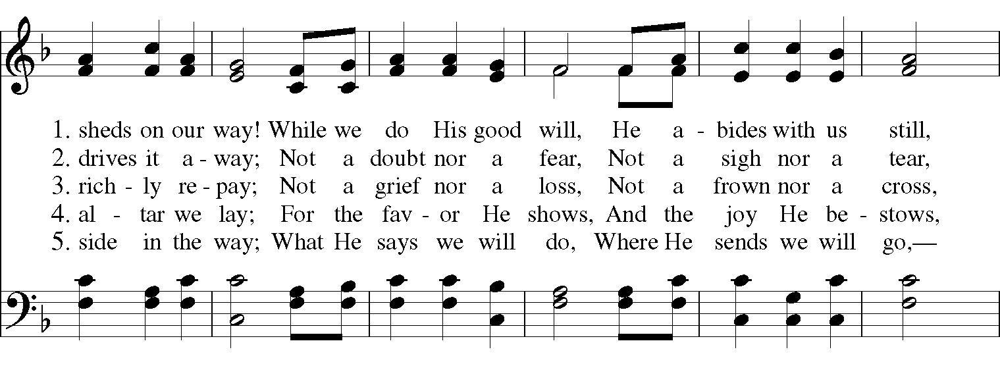 1. sheds on our way! While we do His good will, He a - bides with us still,
2. drives it a - way; Not a doubt nor a fear, Not a sigh nor a tear,
3. rich - ly re - pay; Not a grief nor a loss, Not a frown nor a cross,
4. al - tar we lay; For the fav - or He shows, And the joy He be - stows,
5. side in the way; What He says we will do, Where He sends we will go,—